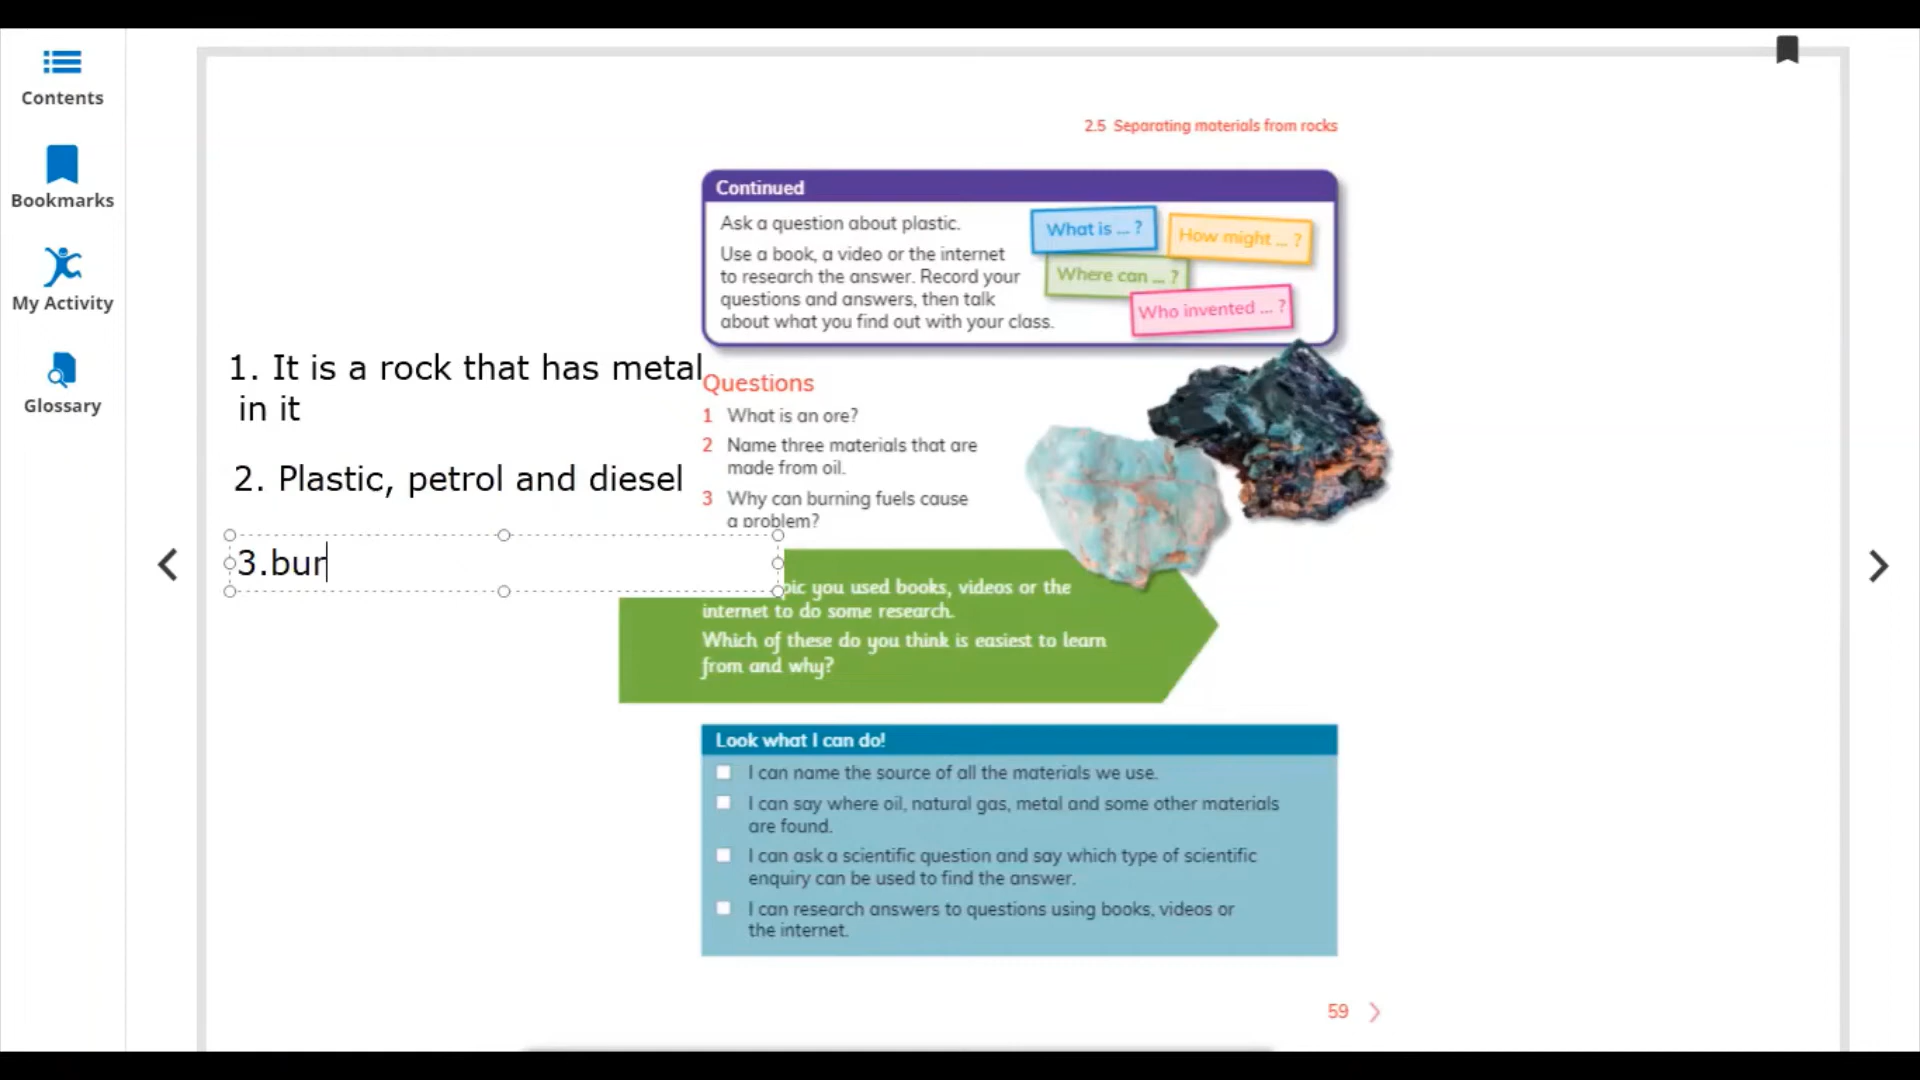 Contents
Bookmarks
My Activity
Glossary
2.5 Separating materials from rocks
Continued
Ask a question about plastic.
Use a book, a video or the internet
to research the answer. Record your
questions and answers, then talk
about what you find out with your class.
What is ... ?
How might ... ?
Where can ... ?
Who invented ... ?
1. It is a rock that has metal
in it
2. Plastic, petrol and diesel
3.bur
Questions
1 What is an ore?
2 Name three materials that are
made from oil.
3 Why can burning fuels cause
a problem?
pic you used books, videos or the
internet to do some research.
Which of these do you think is easiest to learn
from and why?
Look what I can do!
I can name the source of all the materials we use.
I can say where oil, natural gas, metal and some other materials
are found.
I can ask a scientific question and say which type of scientific
enquiry can be used to find the answer.
I can research answers to questions using books, videos or
the internet.
59